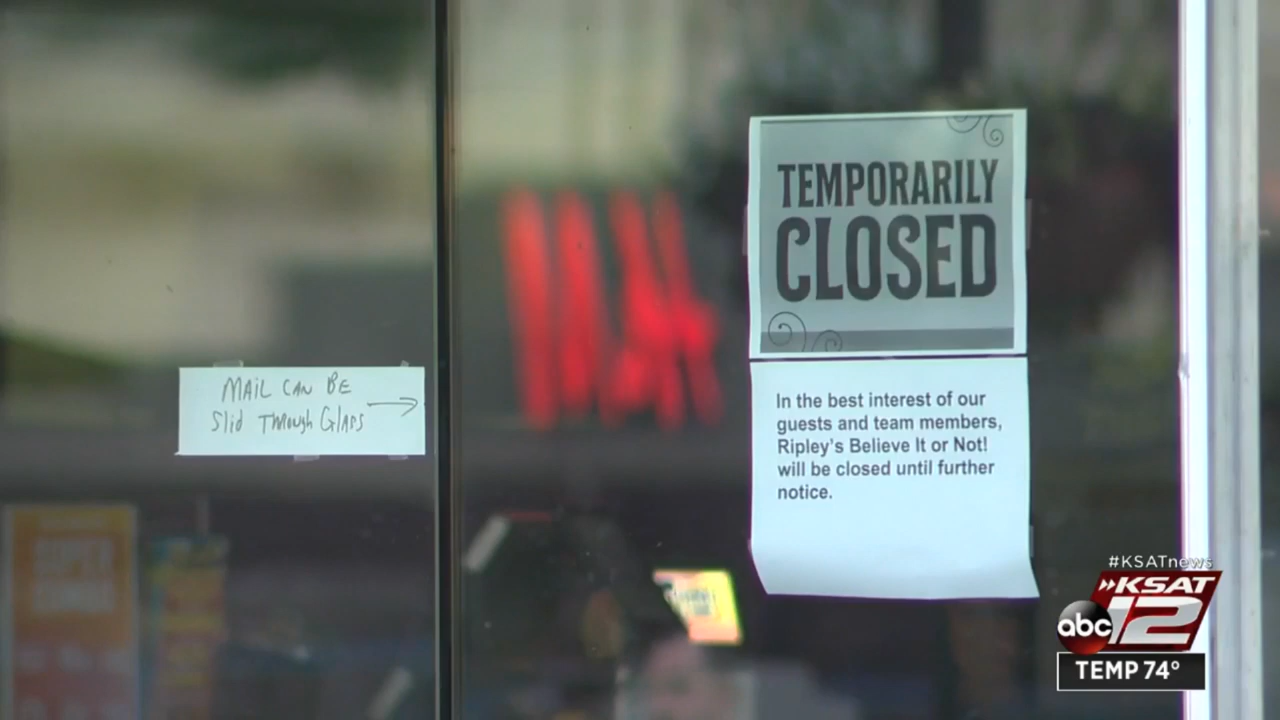 TEMPORARILY
CLOSED
In the best interest of our
guests and team members,
Ripley's Believe It or Not!
will be closed until further
notice.
MAIL CAN BE
Slid Through Glass
#KSATnews
KSAT
abc 12
TEMP 74°